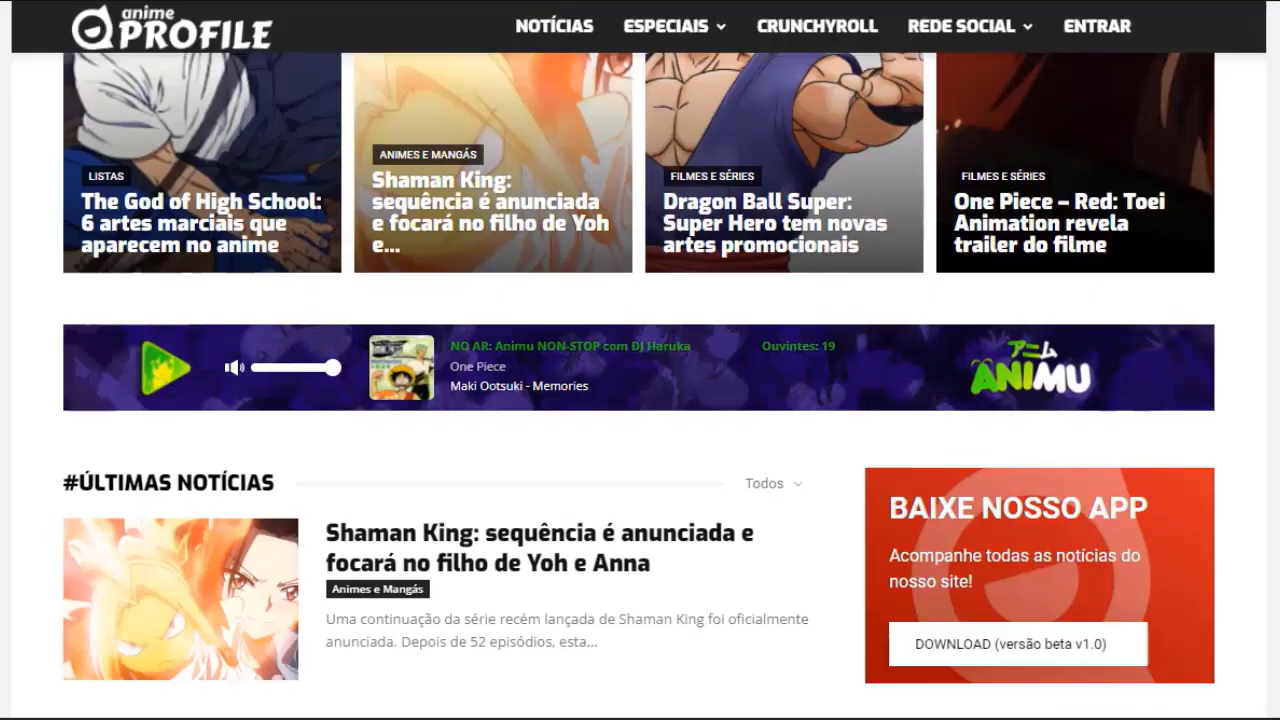 anime
PROFILE
NOTÍCIAS ESPECIAIS CRUNCHYROLL REDE SOCIAL ENTRAR
LISTAS
The God of High School:
6 artes marciais que
aparecem no anime
ANIMES E MANGÁS
Shaman King:
sequência é anunciada
e focará no filho de Yoh
e...
FILMES E SÉRIES
Dragon Ball Super:
Super Hero tem novas
artes promocionais
FILMES E SÉRIES
One Piece – Red: Toei
Animation revela
trailer do filme
NO AR: Animu NON-STOP com DJ Haruka
One Piece
Maki Ootsuki - Memories
Ouvintes: 19
アニム
ANIMU
#ÚLTIMAS NOTÍCIAS
Todos
Shaman King: sequência é anunciada e
focará no filho de Yoh e Anna
Animes e Mangás
Uma continuação da série recém lançada de Shaman King foi oficialmente
anunciada. Depois de 52 episódios, esta...
BAIXE NOSSO APP
Acompanhe todas as notícias do
nosso site!
DOWNLOAD (versão beta v1.0)